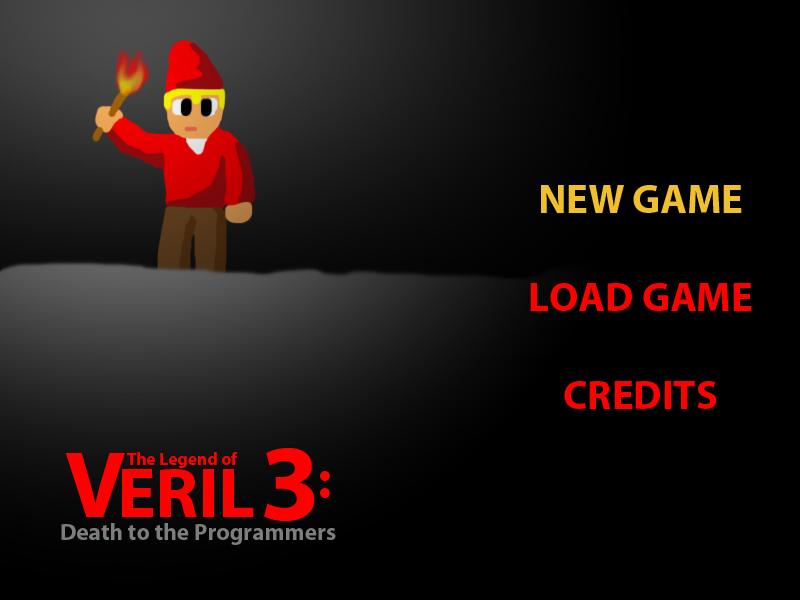 NEW GAME
LOAD GAME
CREDITS
The Legend of
VERIL 3:
Death to the Programmers